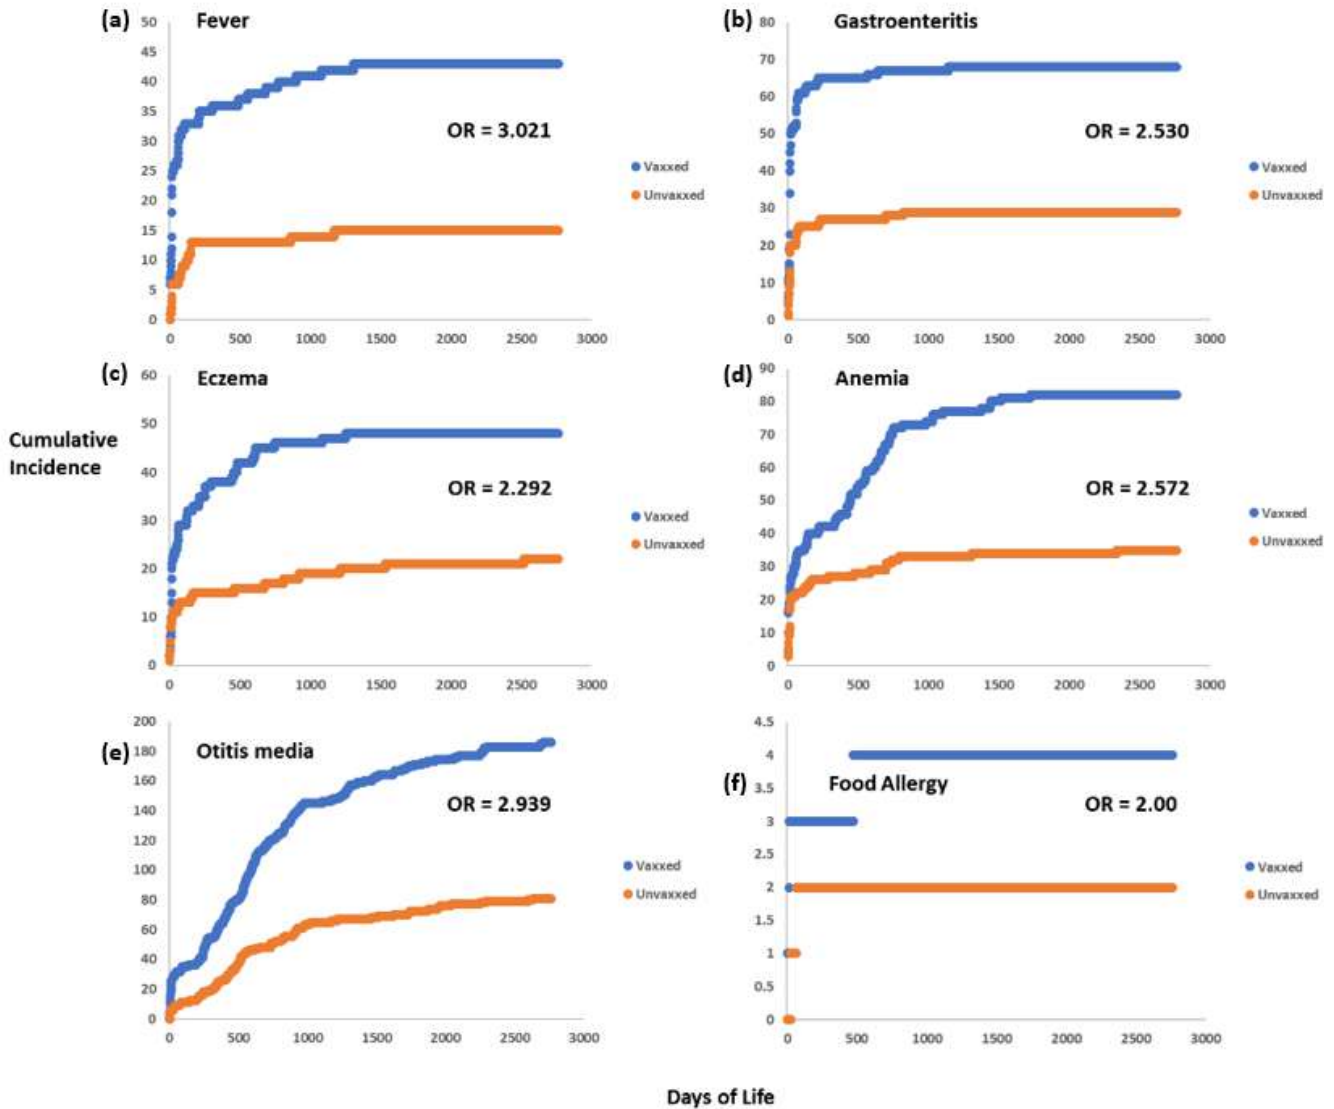 (a) Fever
50
45
40
35
30
25
20
15
10
5
0
OR = 3.021
Vaxxed
Unvaxxed
0 500 1000 1500 2000 2500 3000
(b) Gastroenteritis
80
70
60
50
40
30
20
10
0
OR = 2.530
Vaxxed
Unvaxxed
0 500 1000 1500 2000 2500 3000
Cumulative
Incidence
(c) Eczema
60
50
40
30
20
10
0
OR = 2.292
Vaxxed
Unvaxxed
0 500 1000 1500 2000 2500 3000
(d) Anemia
90
80
70
60
50
40
30
20
10
0
OR = 2.572
Vaxxed
Unvaxxed
0 500 1000 1500 2000 2500 3000
(e) Otitis media
200
180
160
140
120
100
80
60
40
20
0
OR = 2.939
Vaxxed
Unvaxxed
0 500 1000 1500 2000 2500 3000
(f) Food Allergy
4.5
4
3.5
3
2.5
2
1.5
1
0.5
0
OR = 2.00
Vaxxed
Unvaxxed
0 500 1000 1500 2000 2500 3000
Days of Life